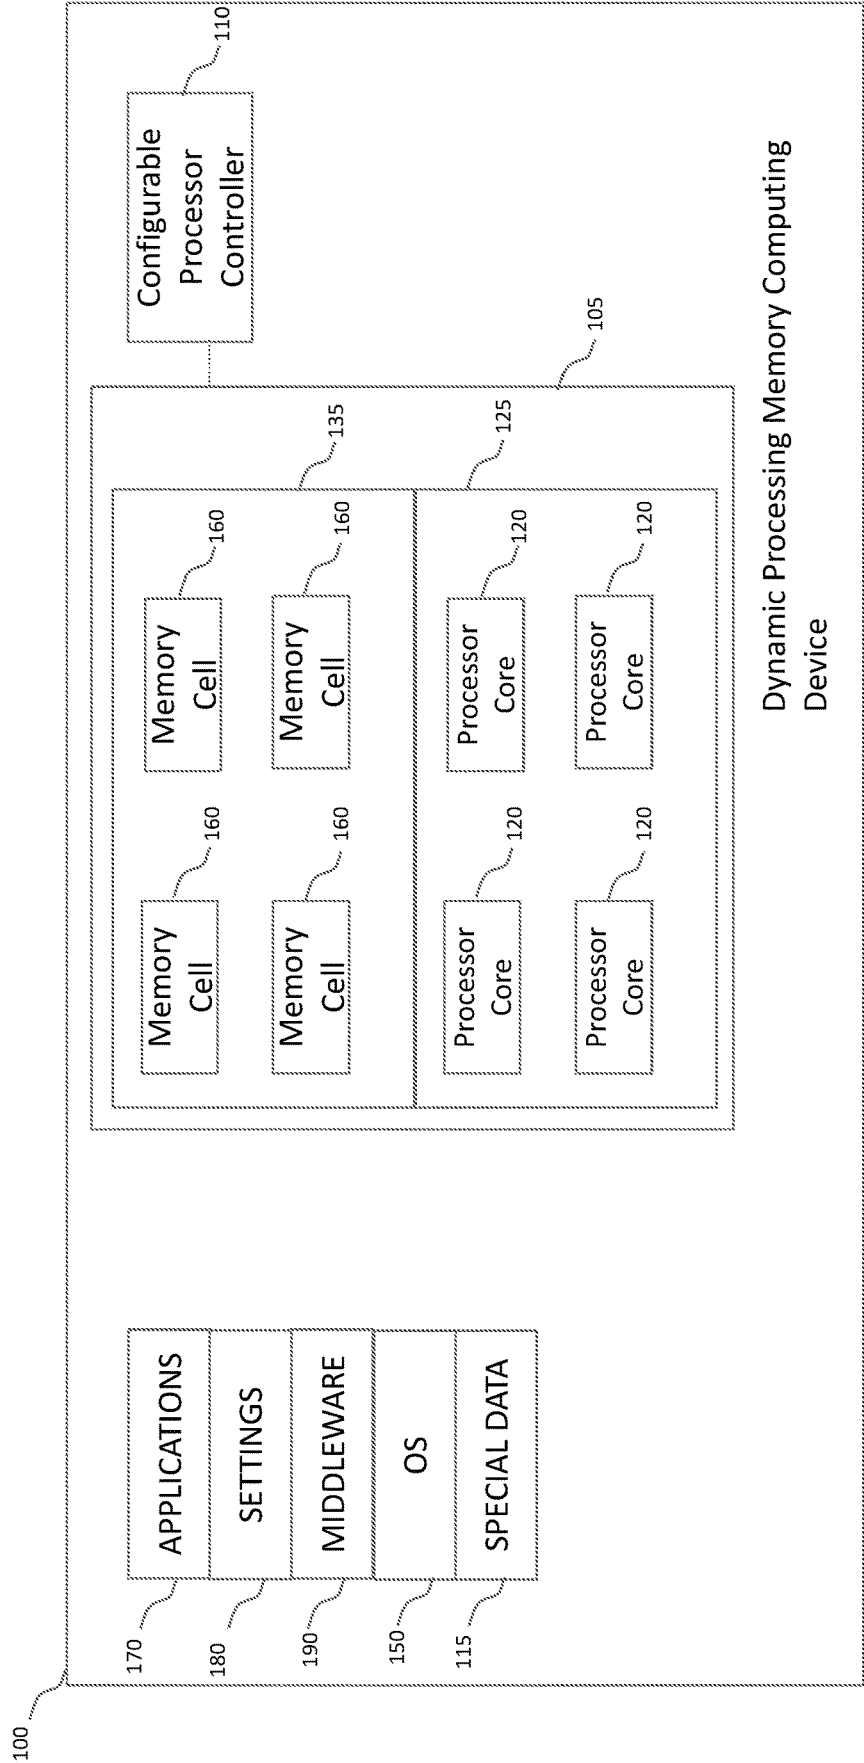 100
170
APPLICATIONS
180
SETTINGS
190
MIDDLEWARE
150
OS
115
SPECIAL DATA
Memory
Cell
160
Memory
Cell
160
Memory
Cell
160
Memory
Cell
160
135
Processor
Core
120
Processor
Core
120
Processor
Core
120
Processor
Core
120
125
105
Configurable
Processor
Controller
110
Dynamic Processing Memory Computing
Device